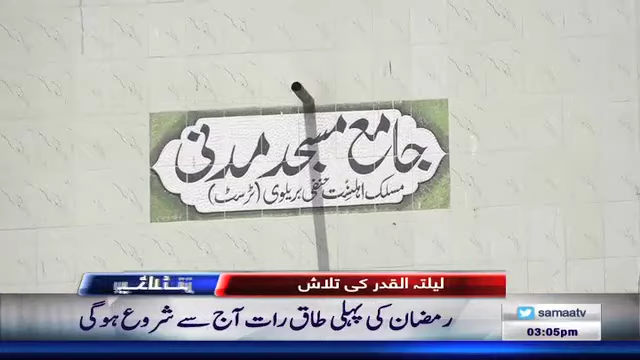 جامع مسجد مدنی
مسلک اہلسنت حنفی بریلوی (ٹرسٹ)
لیلتہ القدر کی تلاش
رمضان کی پہلی طاق رات آج سے شروع ہوگی
samaatv
03:05pm